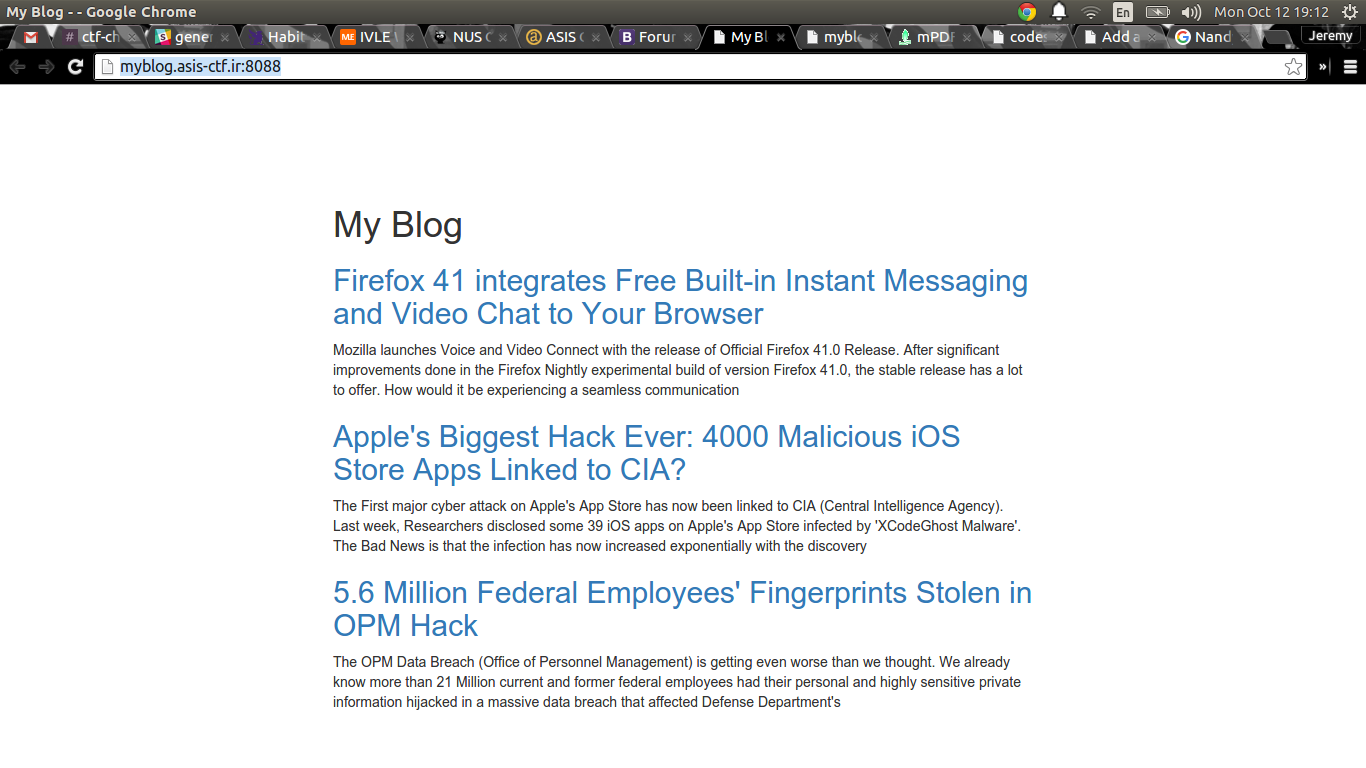 My Blog - - Google Chrome
En
Mon Oct 12 19:12
# ctf-ch
gener
Habit
ME IVLE
NUS
ASIS
B Forur
My Bl
myble
mPDF
code
Add a
G Nand
Jeremy
myblog.asis-ctf.ir:8088
»
My Blog
Firefox 41 integrates Free Built-in Instant Messaging
and Video Chat to Your Browser
Mozilla launches Voice and Video Connect with the release of Official Firefox 41.0 Release. After significant
improvements done in the Firefox Nightly experimental build of version Firefox 41.0, the stable release has a lot
to offer. How would it be experiencing a seamless communication
Apple's Biggest Hack Ever: 4000 Malicious iOS
Store Apps Linked to CIA?
The First major cyber attack on Apple's App Store has now been linked to CIA (Central Intelligence Agency).
Last week, Researchers disclosed some 39 iOS apps on Apple's App Store infected by 'XCodeGhost Malware'.
The Bad News is that the infection has now increased exponentially with the discovery
5.6 Million Federal Employees' Fingerprints Stolen in
OPM Hack
The OPM Data Breach (Office of Personnel Management) is getting even worse than we thought. We already
know more than 21 Million current and former federal employees had their personal and highly sensitive private
information hijacked in a massive data breach that affected Defense Department's